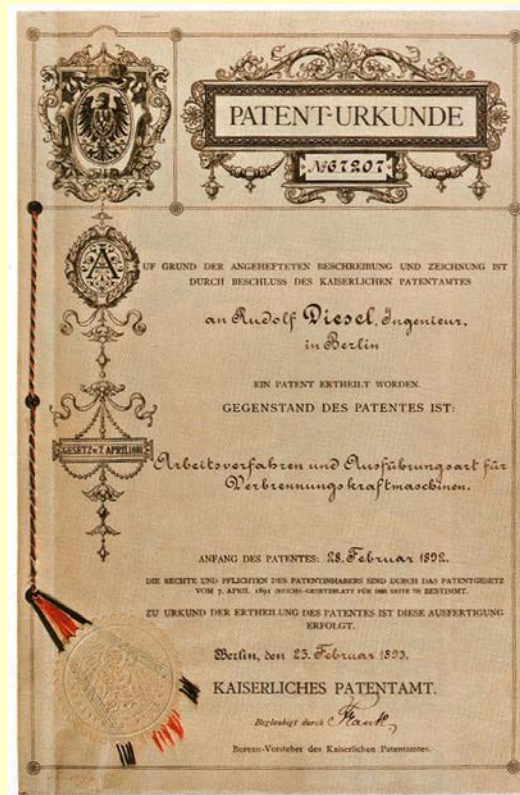 PATENT-URKUNDE
No 67207
AUF GRUND DER ANGEHEFTETEN BESCHREIBUNG UND ZEICHNUNG IST
DURCH BESCHLUSS DES KAISERLICHEN PATENTAMTES
an Rudolf Diesel, Ingenieur,
in Berlin
EIN PATENT ERTHEILT WORDEN.
GEGENSTAND DES PATENTES IST:
GESETZ v. 7. APRIL 1891
Arbeitsverfahren und Ausführungsart für
Verbrennungskraftmaschinen.
ANFANG DES PATENTES: 28. Februar 1892.
DIE RECHTE UND PFLICHTEN DES PATENTINHABERS SIND DURCH DAS PATENTGESETZ
VOM 7. APRIL 1891 (REICHS-GESETZBLATT FÜR 1891 SEITE 79) BESTIMMT.
ZU URKUND DER ERTHEILUNG DES PATENTES IST DIESE AUSFERTIGUNG
ERFOLGT.
Berlin, den 23. Februar 1893.
KAISERLICHES PATENTAMT.
Beglaubigt durch
Bureau-Vorsteher des Kaiserlichen Patentamtes.